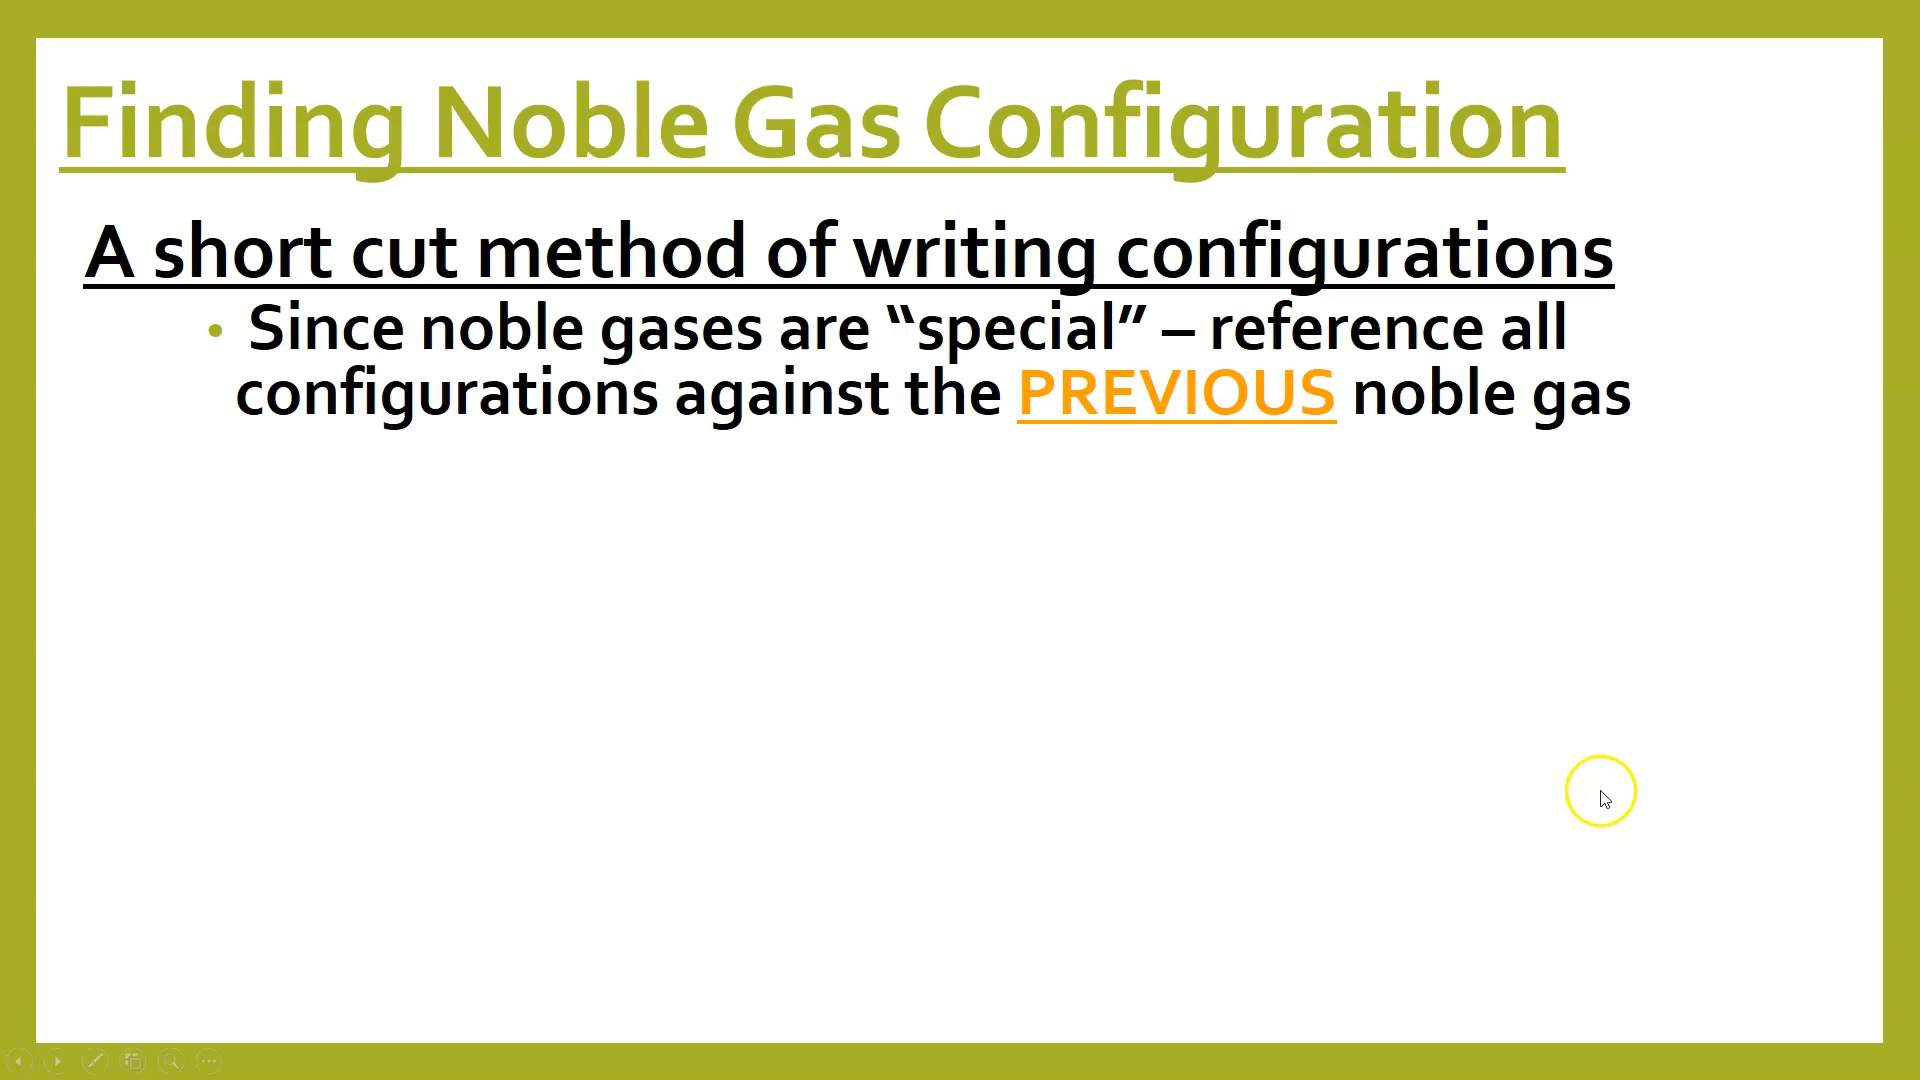 Finding Noble Gas Configuration
A short cut method of writing configurations
• Since noble gases are “special” – reference all
configurations against the PREVIOUS noble gas